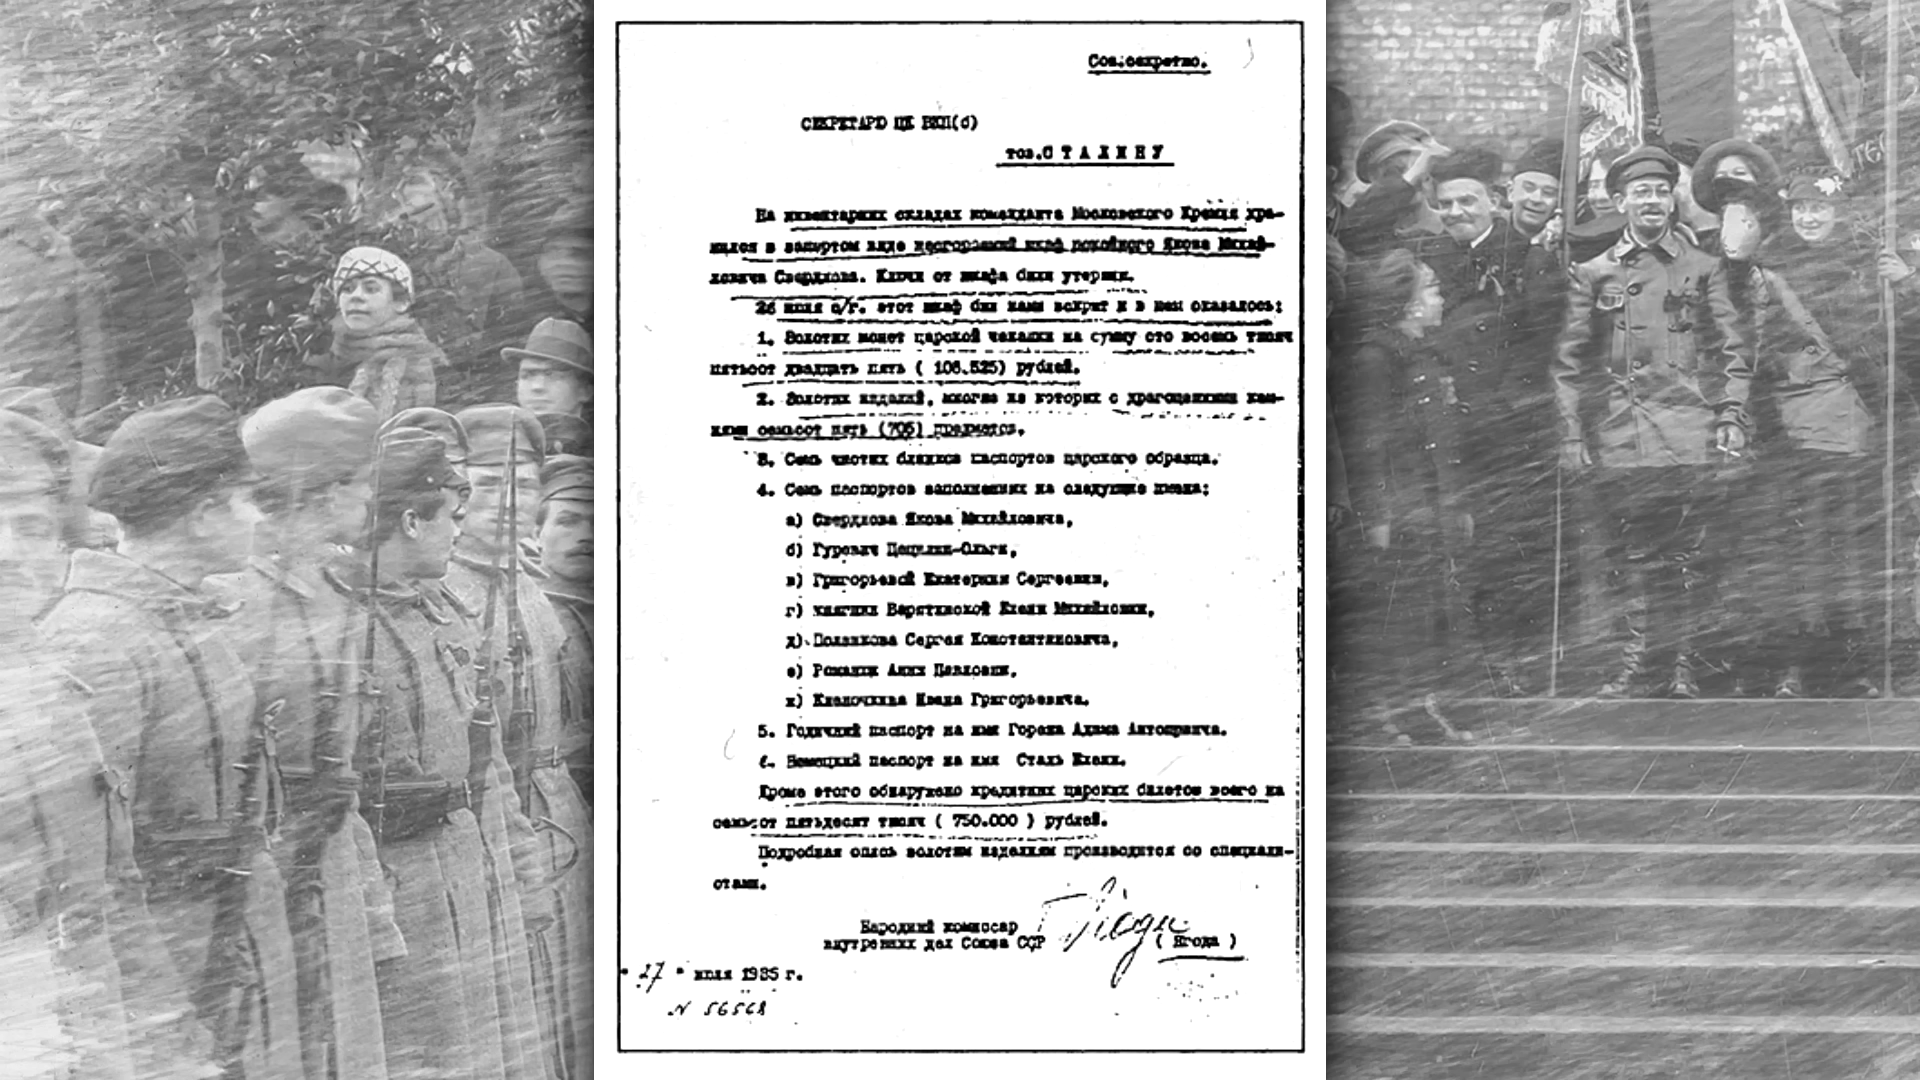 Сов.секретно.
СЕКРЕТАРЮ ЦК ВКП(б)
тов.СТАЛИНУ
На инвентарных складах коменданта Московского Кремля хра-
нился в запертом виде несгораемый шкаф покойного Якова Михай-
ловича Свердлова. Ключи от шкафа были утеряны.
26 июля с/г. этот шкаф был нами вскрыт и в нем оказалось:
1. Золотых монет царской чеканки на сумму сто восемь тысяч
пятьсот двадцать пять ( 108.525) рублей.
2. Золотых изделий, многие из которых с драгоценными кам-
нями семьсот пять (705) предметов.
3. Семь чистых бланков паспортов царского образца.
4. Семь паспортов заполненных на следующие имена:
а) Свердлова Якова Михайловича,
б) Гуревич Цецилии-Ольги,
в) Григорьевой Екатерины Сергеевны,
г) княгини Барятинской Елены Михайловны,
д) Ползикова Сергея Константиновича,
е) Романюк Анны Павловны,
ж) Кленочкина Ивана Григорьевича.
5. Годичный паспорт на имя Горена Адама Антоновича.
6. Немецкий паспорт на имя Сталь Елены.
Кроме этого обнаружено кредитных царских билетов всего на
семьсот пятьдесят тысяч ( 750.000 ) рублей.
Подробная опись золотым изделиям производится со специали-
стами.
Народный комиссар
внутренних дел Союза ССР
( Ягода )
" 27 " июля 1935 г.
N 56568